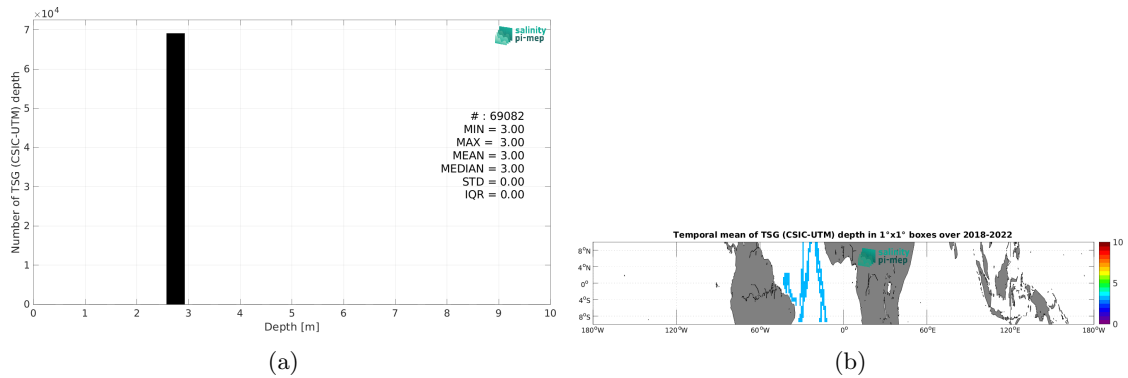 ×10⁴
7
6
5
4
3
2
1
0
Number of TSG (CSIC-UTM) depth
salinity
pi-mep
# : 69082
MIN = 3.00
MAX = 3.00
MEAN = 3.00
MEDIAN = 3.00
STD = 0.00
IQR = 0.00
0 1 2 3 4 5 6 7 8 9 10
Depth [m]
(a)
Temporal mean of TSG (CSIC-UTM) depth in 1°x1° boxes over 2018-2022
8°N
4°N
0°
4°S
8°S
salinity
pi-mep
10
5
0
180°W 120°W 60°W 0° 60°E 120°E 180°W
(b)